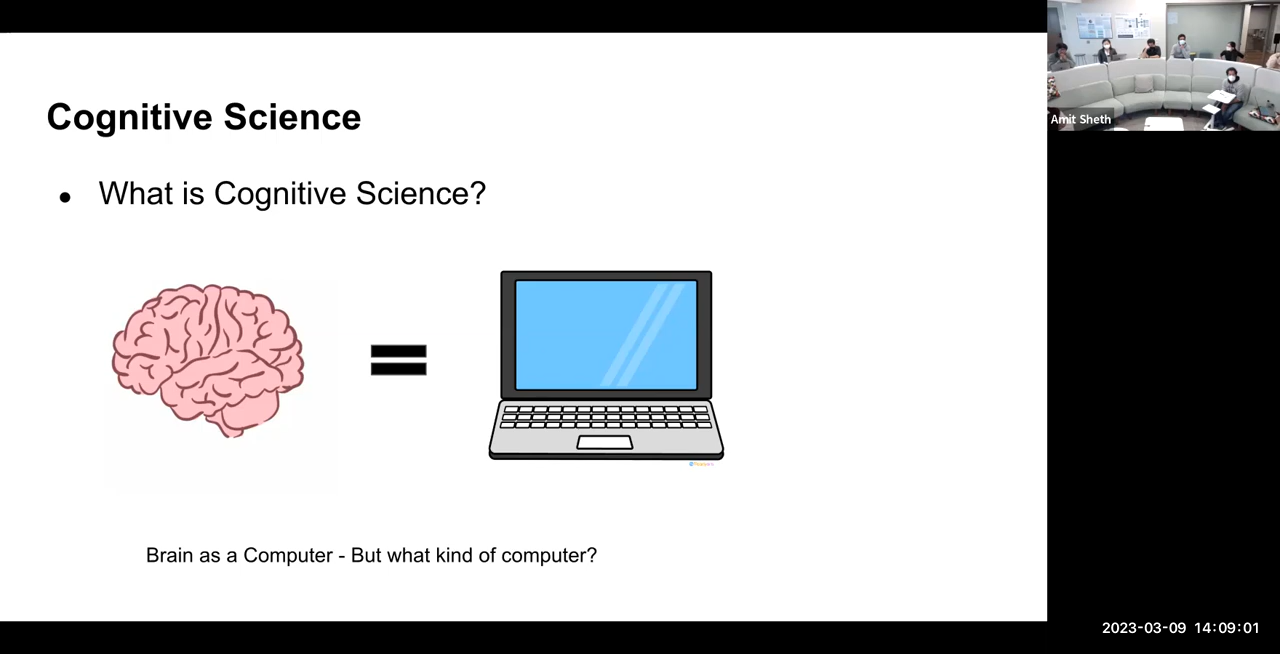 Cognitive Science
● What is Cognitive Science?
Brain as a Computer - But what kind of computer?
Amit Sheth
2023-03-09 14:09:01